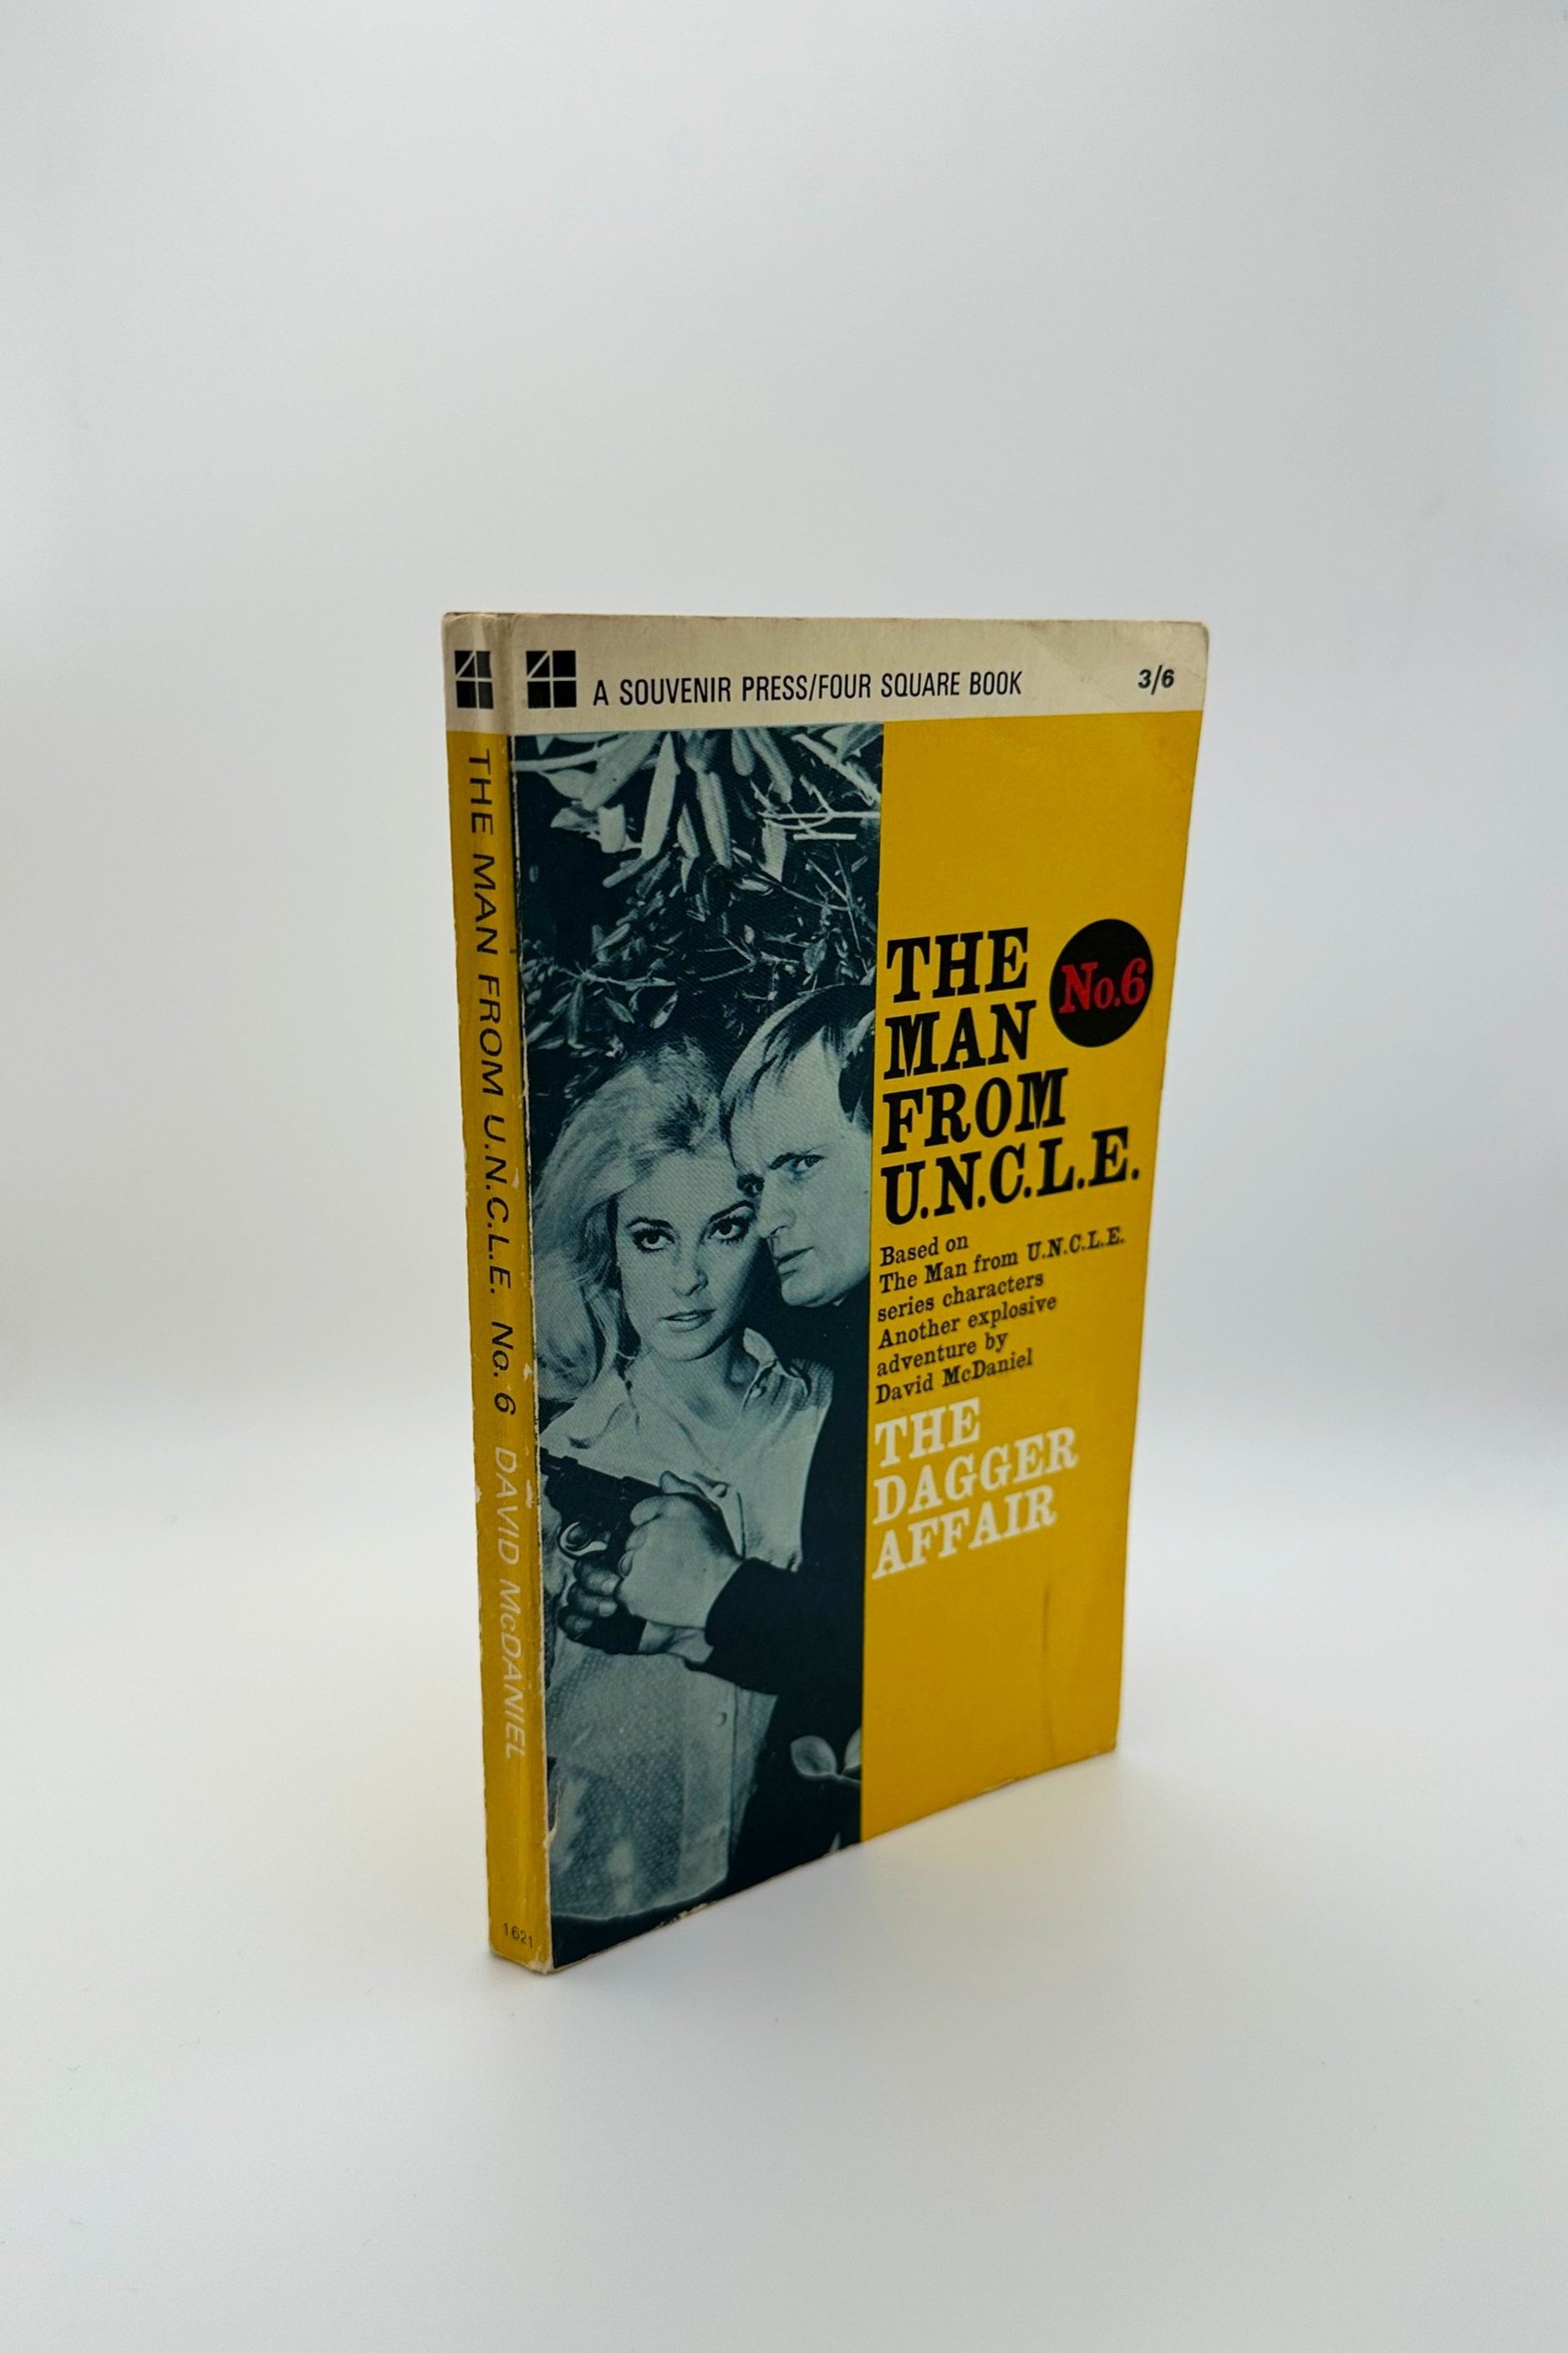 A SOUVENIR PRESS/FOUR SQUARE BOOK 3/6
THE
MAN
FROM
U.N.C.L.E.
No.6
Based on
The Man from U.N.C.L.E.
series characters
Another explosive
adventure by
David McDaniel
THE
DAGGER
AFFAIR
THE MAN FROM U.N.C.L.E. No. 6 DAVID McDANIEL
1621